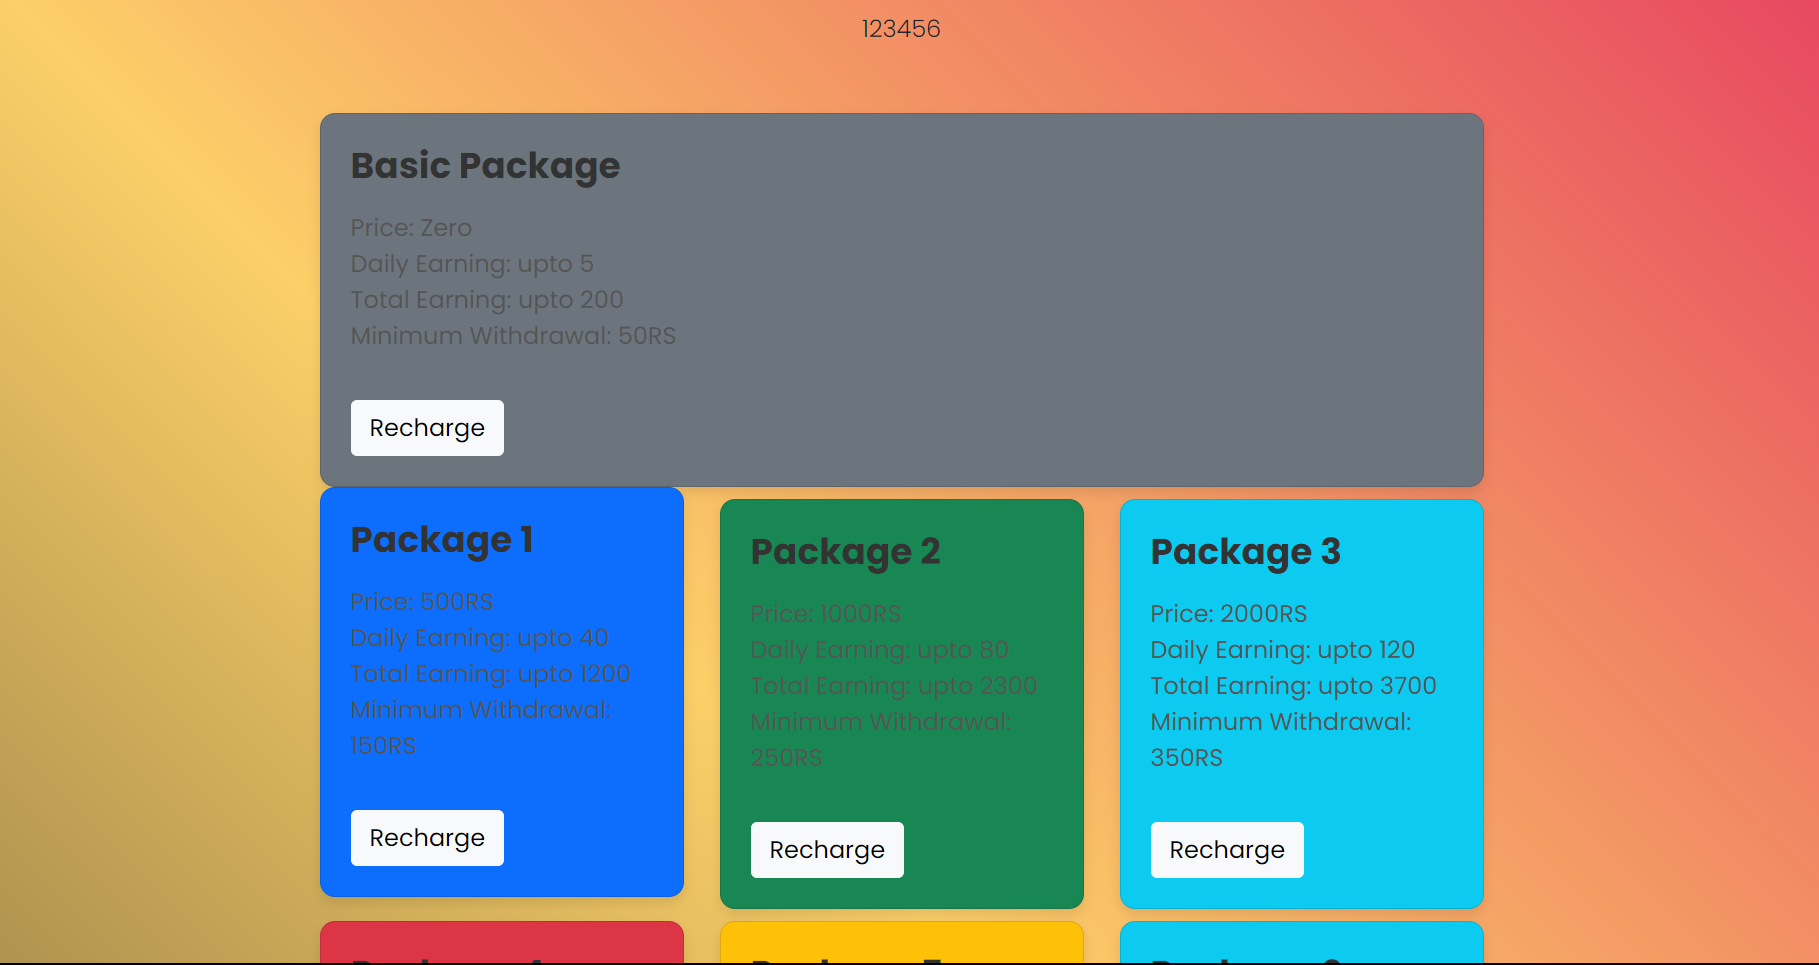 123456
Basic Package
Price: Zero
Daily Earning: upto 5
Total Earning: upto 200
Minimum Withdrawal: 50RS
Recharge
Package 1
Price: 500RS
Daily Earning: upto 40
Total Earning: upto 1200
Minimum Withdrawal:
150RS
Recharge
Package 2
Price: 1000RS
Daily Earning: upto 80
Total Earning: upto 2300
Minimum Withdrawal:
250RS
Recharge
Package 3
Price: 2000RS
Daily Earning: upto 120
Total Earning: upto 3700
Minimum Withdrawal:
350RS
Recharge